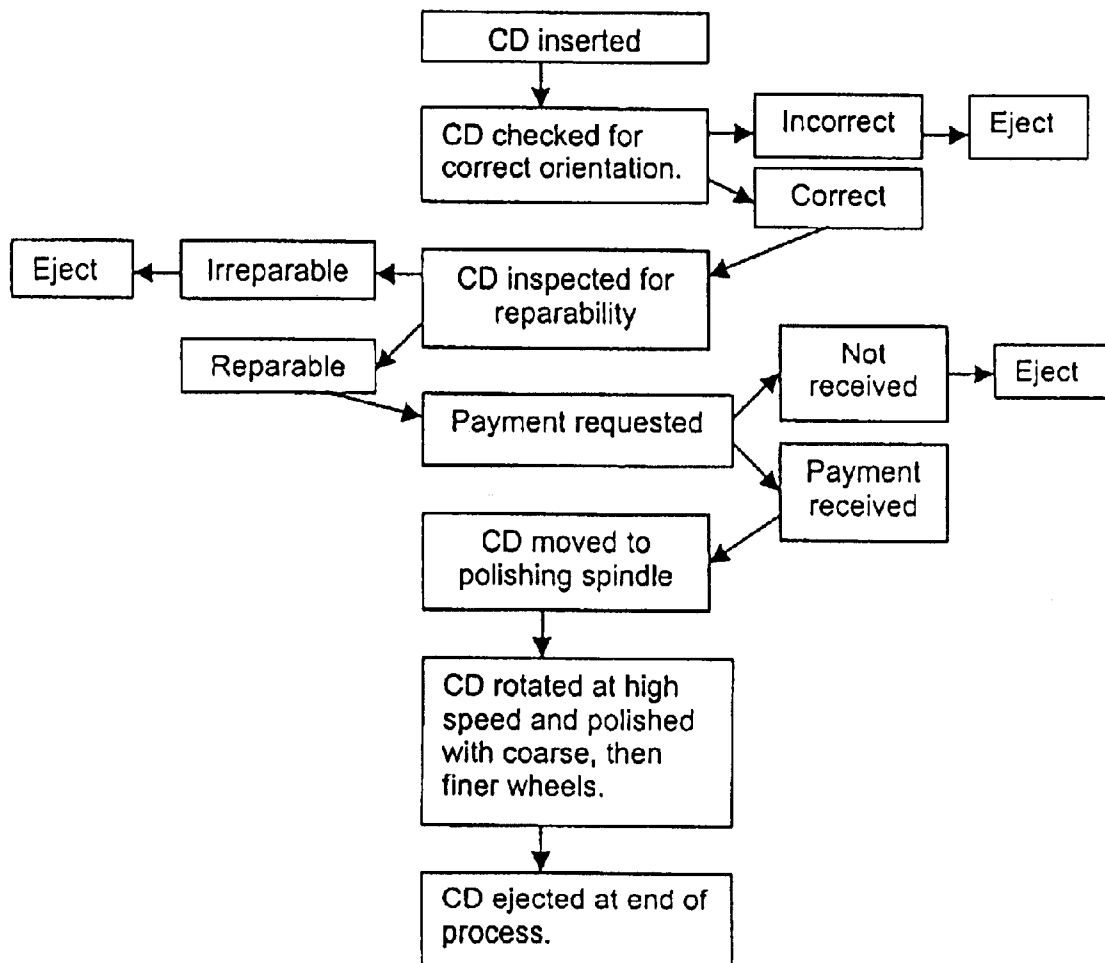 CD inserted
CD checked for
correct orientation.
Incorrect
Eject
Correct
CD inspected for
reparability
Irreparable
Eject
Reparable
Payment requested
Not
received
Eject
Payment
received
CD moved to
polishing spindle
CD rotated at high
speed and polished
with coarse, then
finer wheels.
CD ejected at end of
process.